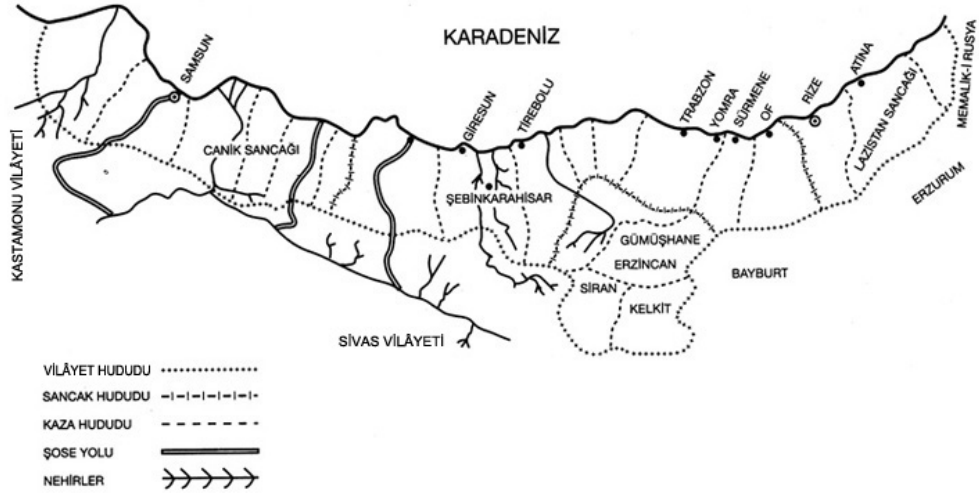 KARADENİZ
SAMSUN
GİRESUN
TİREBOLU
TRABZON
YOMRA
SÜRMENE
OF
RİZE
ATİNA
MEMALİK-İ RUSYA
LAZİSTAN SANCAĞI
ERZURUM
KASTAMONU VİLÂYETİ
CANİK SANCAĞI
ŞEBİNKARAHİSAR
GÜMÜŞHANE
ERZİNCAN
BAYBURT
SİRAN
KELKİT
SİVAS VİLÂYETİ
VİLÂYET HUDUDU
SANCAK HUDUDU
KAZA HUDUDU
ŞOSE YOLU
NEHİRLER